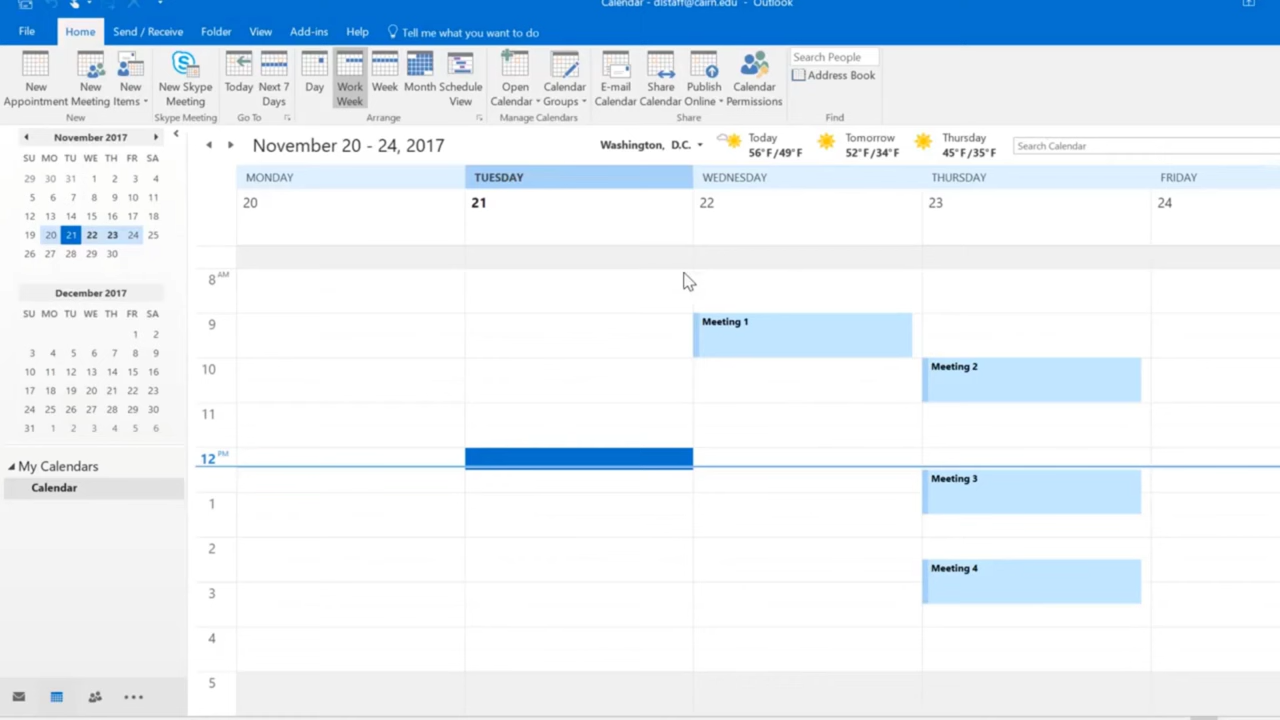 Calendar - dlstaff@cairn.edu - Outlook
File Home Send / Receive Folder View Add-ins Help Tell me what you want to do
New Appointment
New Meeting
New Items
New Skype Meeting
Today
Next 7 Days
Day
Work Week
Week
Month
Schedule View
Open Calendar
Calendar Groups
E-mail Calendar
Share Calendar
Publish Online
Calendar Permissions
Search People
Address Book
New
Skype Meeting
Go To
Arrange
Manage Calendars
Share
Find
November 2017
SU MO TU WE TH FR SA
29 30 31 1 2 3 4
5 6 7 8 9 10 11
12 13 14 15 16 17 18
19 20 21 22 23 24 25
26 27 28 29 30
December 2017
SU MO TU WE TH FR SA
1 2
3 4 5 6 7 8 9
10 11 12 13 14 15 16
17 18 19 20 21 22 23
24 25 26 27 28 29 30
31 1 2 3 4 5 6
My Calendars
Calendar
November 20 - 24, 2017
Washington, D.C.
Today
56°F/49°F
Tomorrow
52°F/34°F
Thursday
45°F/35°F
Search Calendar
MONDAY TUESDAY WEDNESDAY THURSDAY FRIDAY
20 21 22 23 24
8 AM
9
Meeting 1
10
Meeting 2
11
12 PM
Meeting 3
1
2
Meeting 4
3
4
5